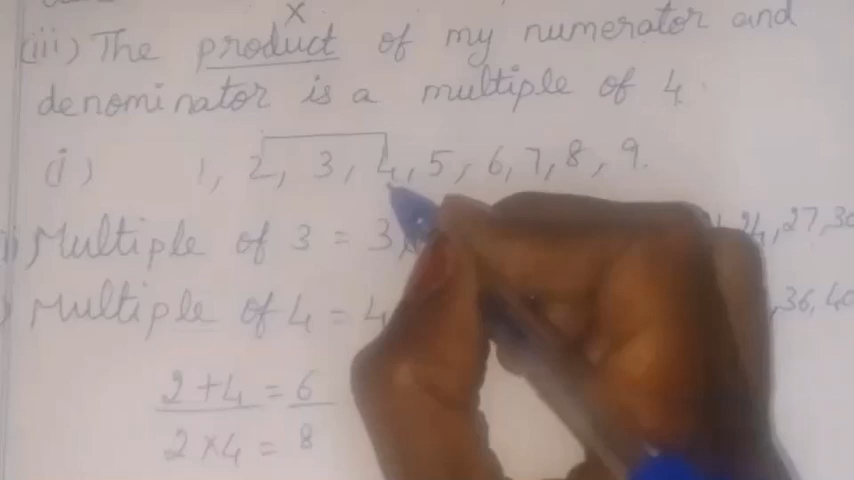 x
(iii) The product of my numerator and
denominator is a multiple of 4.
(i) 1, 2, 3, 4, 5, 6, 7, 8, 9.
Multiple of 3 = 3, 24, 27, 30
Multiple of 4 = 4 , 36, 40
2 + 4 = 6
2 x 4 = 8